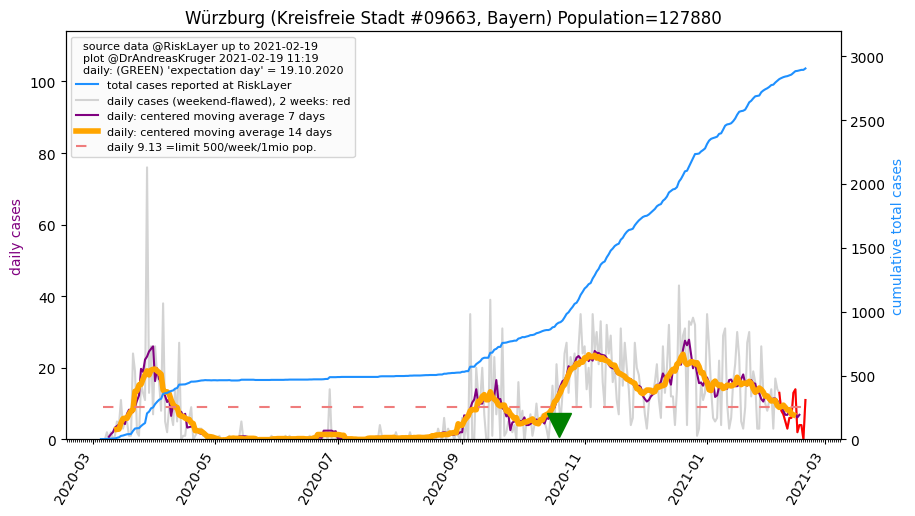 Würzburg (Kreisfreie Stadt #09663, Bayern) Population=127880
source data @RiskLayer up to 2021-02-19
plot @DrAndreasKruger 2021-02-19 11:19
daily: (GREEN) 'expectation day' = 19.10.2020
total cases reported at RiskLayer
daily cases (weekend-flawed), 2 weeks: red
daily: centered moving average 7 days
daily: centered moving average 14 days
daily 9.13 =limit 500/week/1mio pop.
daily cases
0
20
40
60
80
100
cumulative total cases
0
500
1000
1500
2000
2500
3000
2020-03
2020-05
2020-07
2020-09
2020-11
2021-01
2021-03